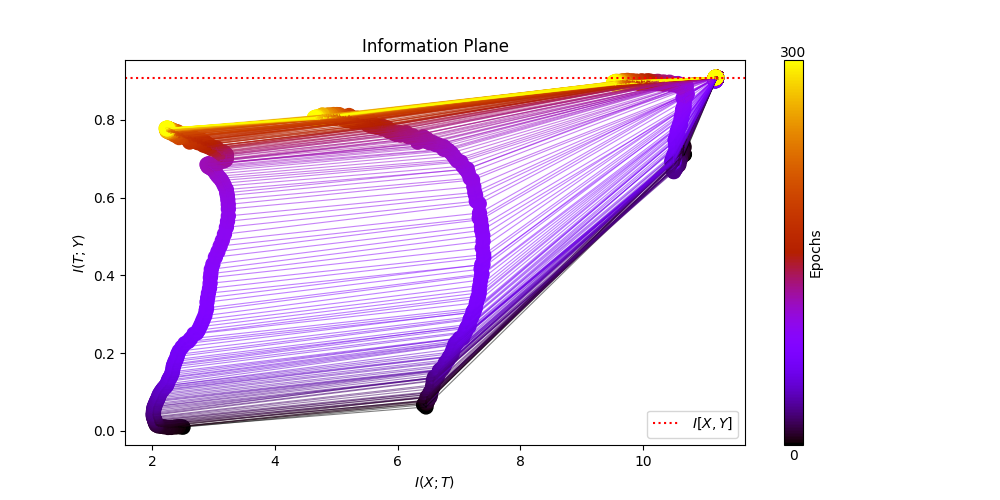 Information Plane
300
0.8
0.6
0.4
0.2
0.0
I(T; Y)
Epochs
I[X, Y]
2 4 6 8 10
0
I(X; T)